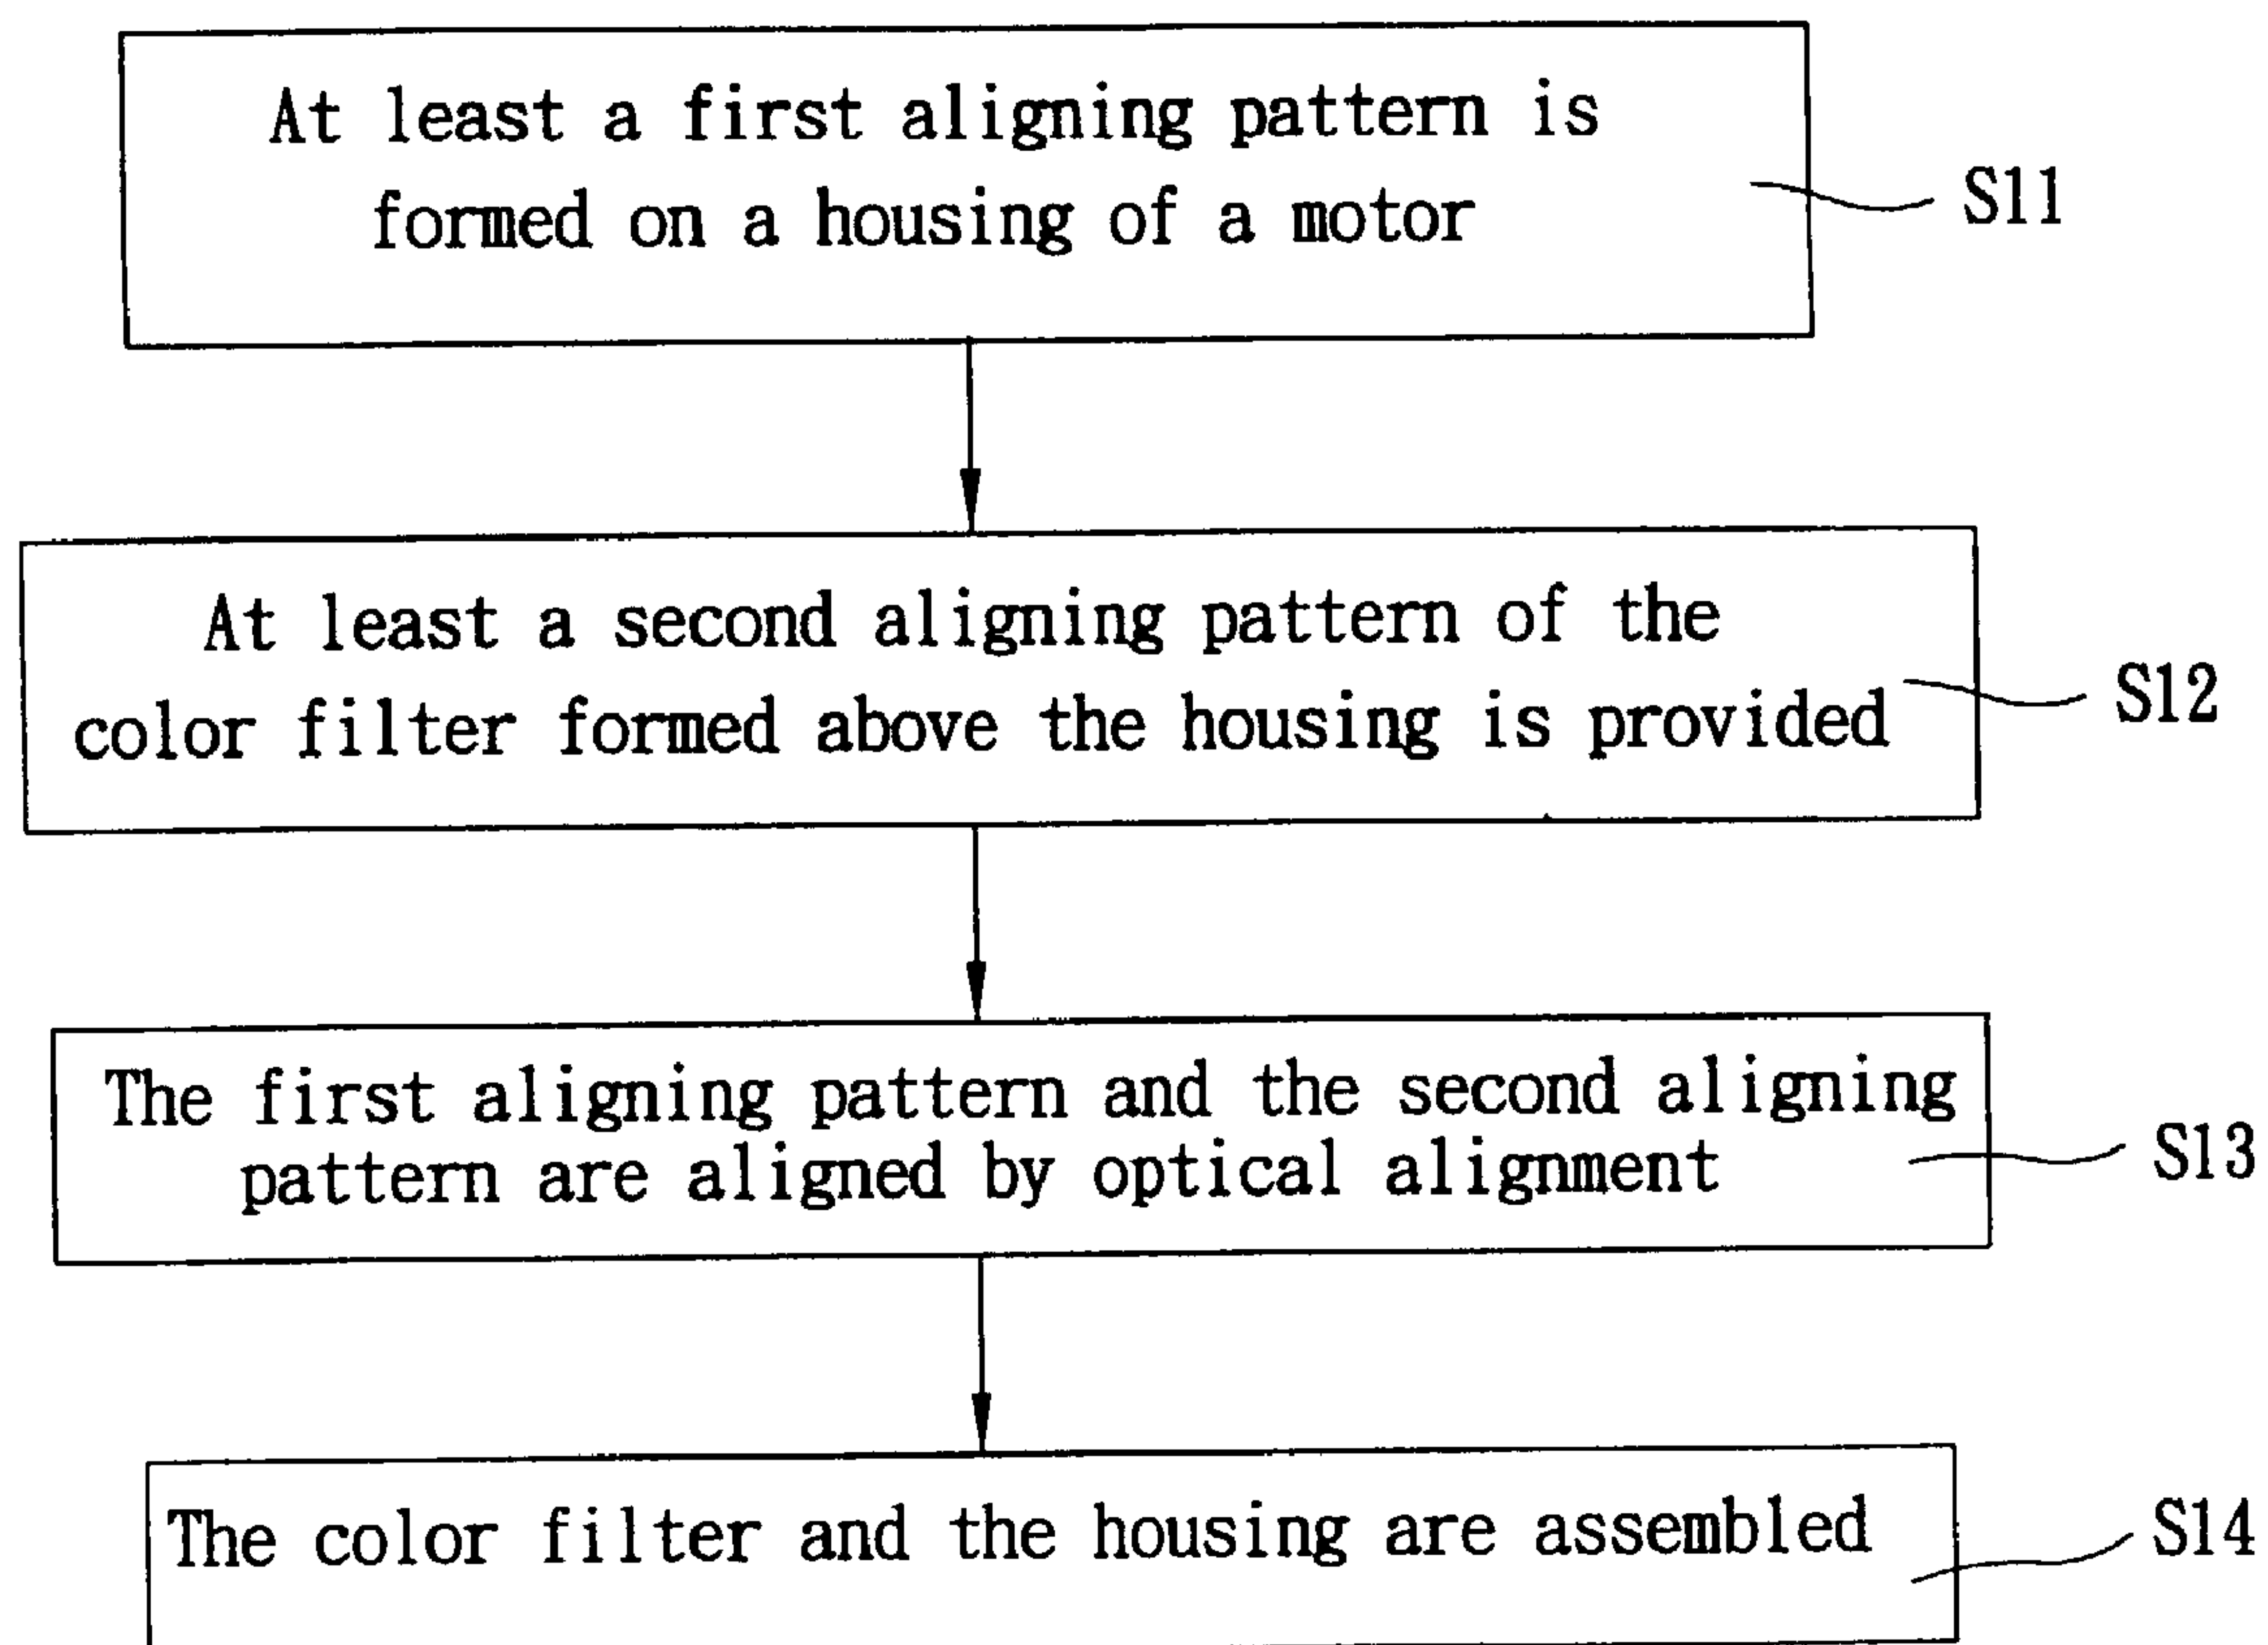 At least a first aligning pattern is
formed on a housing of a motor
S11
At least a second aligning pattern of the
color filter formed above the housing is provided
S12
The first aligning pattern and the second aligning
pattern are aligned by optical alignment
S13
The color filter and the housing are assembled
S14